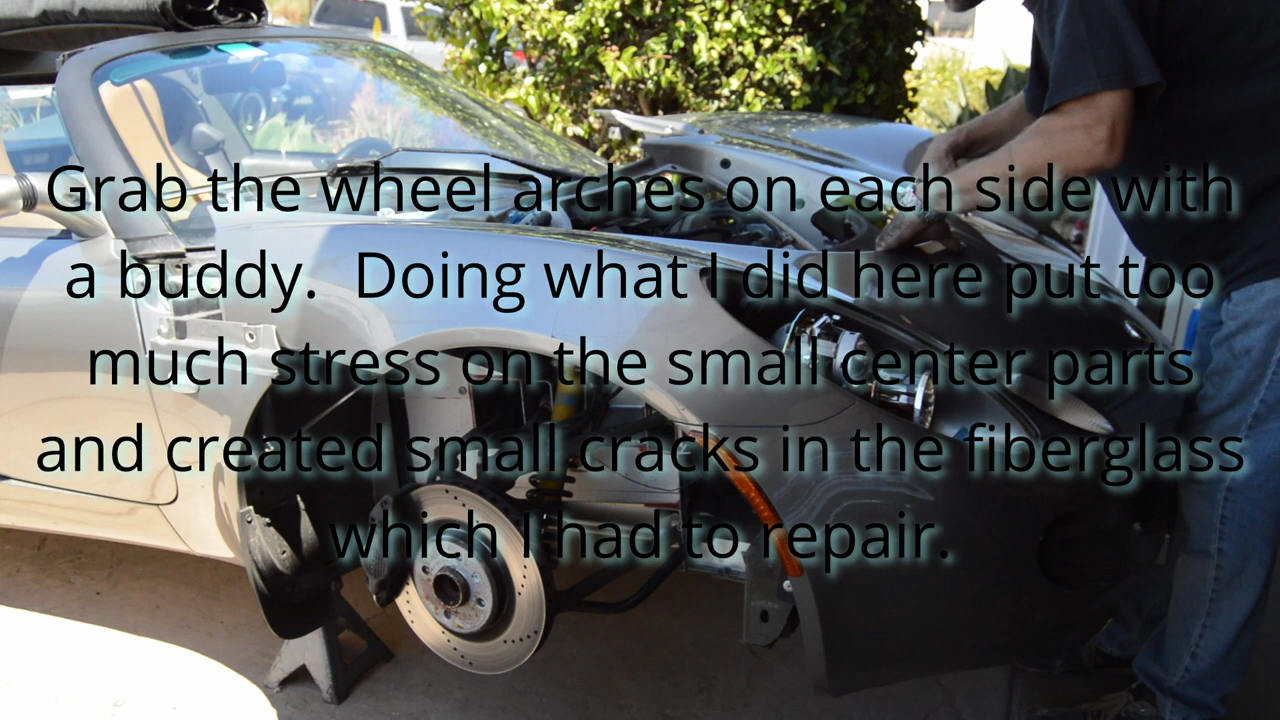 Grab the wheel arches on each side with
a buddy.  Doing what I did here put too
much stress on the small center parts
and created small cracks in the fiberglass
which I had to repair.